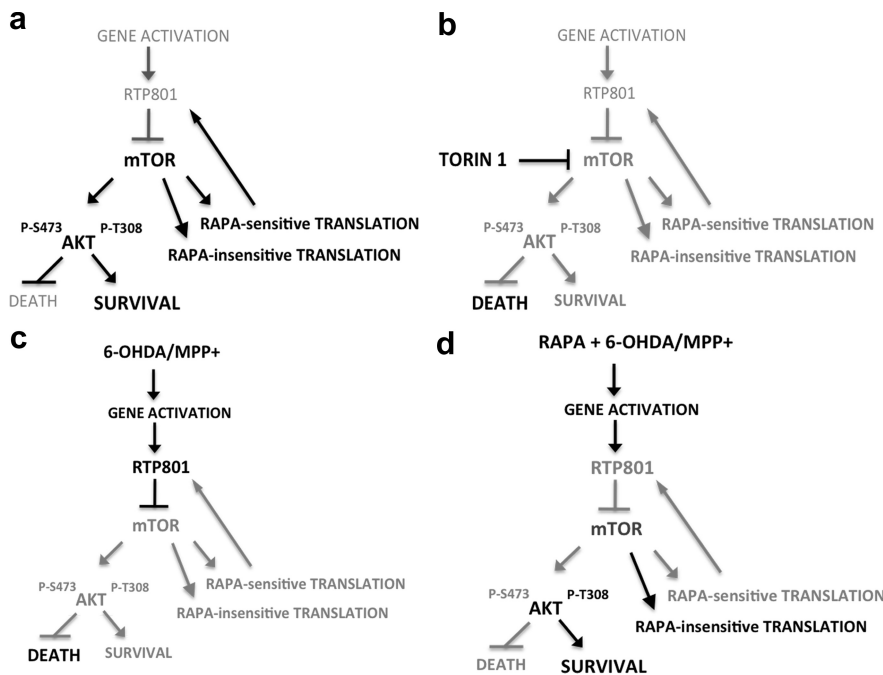 a
GENE ACTIVATION
RTP801
mTOR
P-S473 AKT P-T308
RAPA-sensitive TRANSLATION
RAPA-insensitive TRANSLATION
DEATH SURVIVAL
b
GENE ACTIVATION
RTP801
TORIN 1 mTOR
P-S473 AKT P-T308
RAPA-sensitive TRANSLATION
RAPA-insensitive TRANSLATION
DEATH SURVIVAL
c
6-OHDA/MPP+
GENE ACTIVATION
RTP801
mTOR
P-S473 AKT P-T308
RAPA-sensitive TRANSLATION
RAPA-insensitive TRANSLATION
DEATH SURVIVAL
d
RAPA + 6-OHDA/MPP+
GENE ACTIVATION
RTP801
mTOR
P-S473 AKT P-T308
RAPA-sensitive TRANSLATION
RAPA-insensitive TRANSLATION
DEATH SURVIVAL